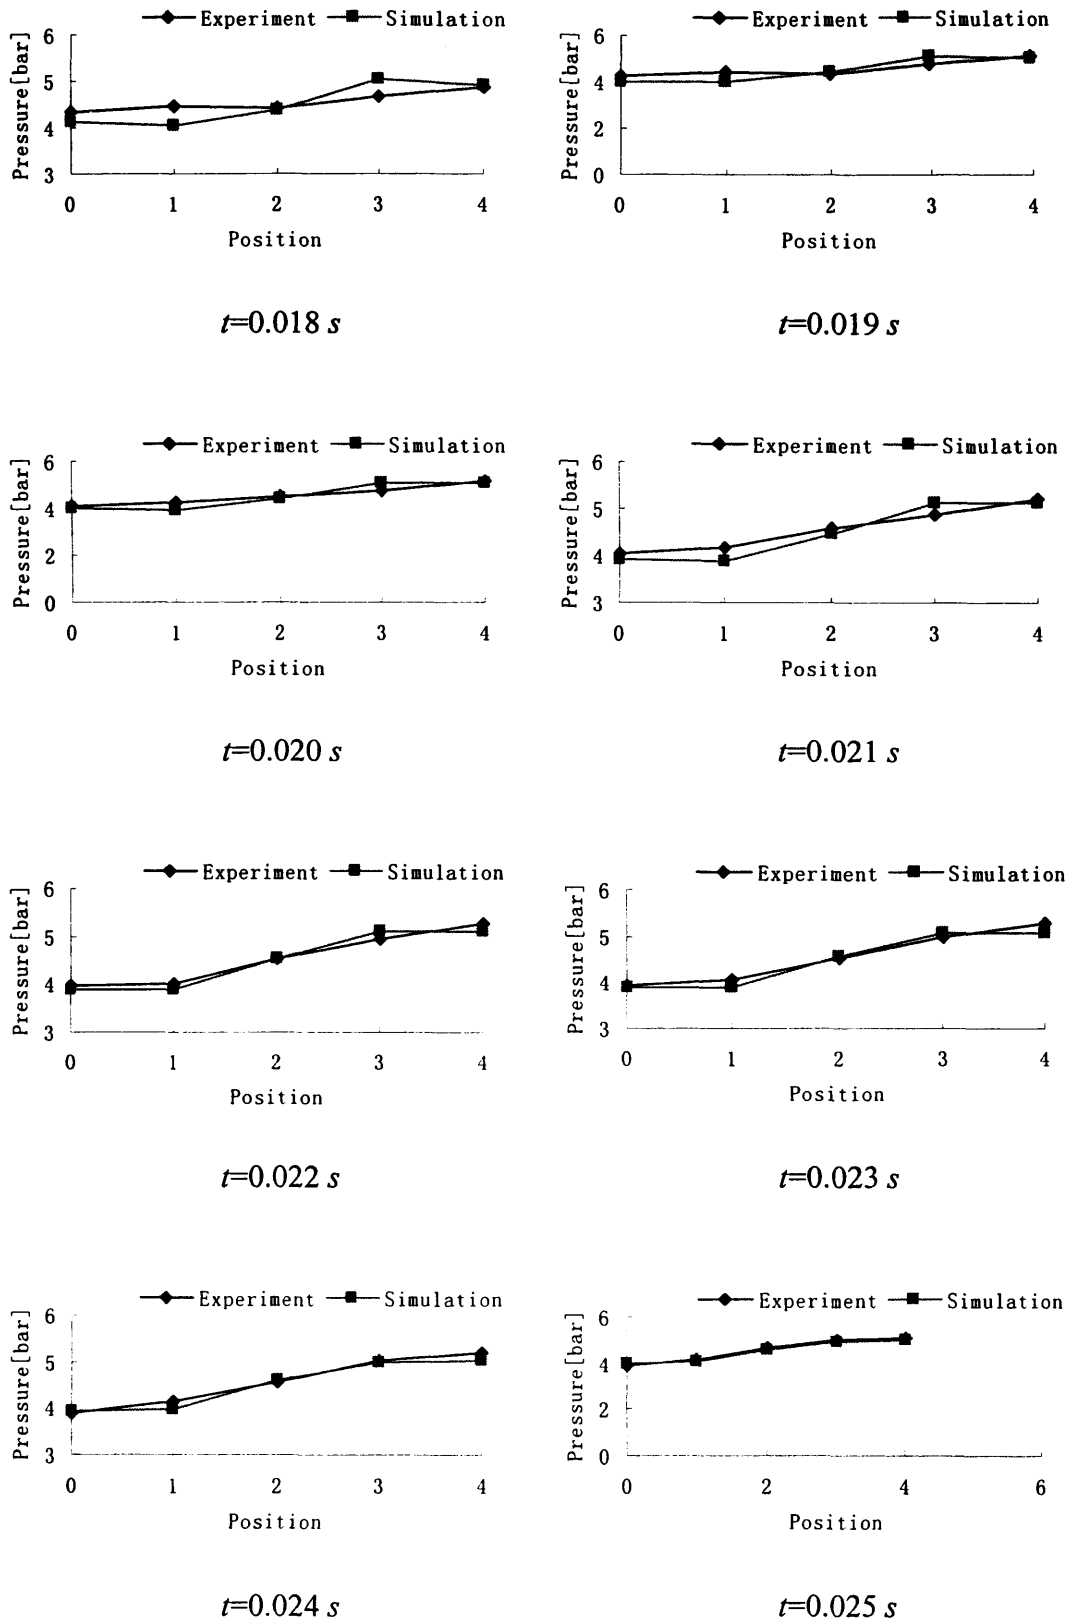 Experiment Simulation
Pressure[bar]
6
5
4
3
0 1 2 3 4
Position
t=0.018 s
Experiment Simulation
Pressure[bar]
6
4
2
0
0 1 2 3 4
Position
t=0.019 s
Experiment Simulation
Pressure[bar]
6
4
2
0
0 1 2 3 4
Position
t=0.020 s
Experiment Simulation
Pressure[bar]
6
5
4
3
0 1 2 3 4
Position
t=0.021 s
Experiment Simulation
Pressure[bar]
6
5
4
3
0 1 2 3 4
Position
t=0.022 s
Experiment Simulation
Pressure[bar]
6
5
4
3
0 1 2 3 4
Position
t=0.023 s
Experiment Simulation
Pressure[bar]
6
5
4
3
0 1 2 3 4
Position
t=0.024 s
Experiment Simulation
Pressure[bar]
6
4
2
0
0 2 4 6
Position
t=0.025 s